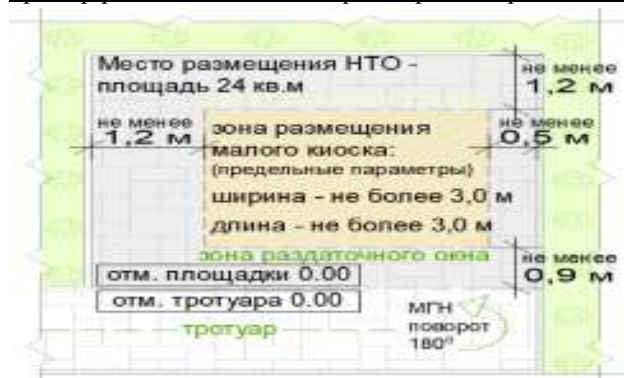 Место размещения НТО -
площадь 24 кв.м
не менее
1,2 м
не менее
1,2 м
зона размещения
малого киоска:
(предельные параметры)
ширина - не более 3,0 м
длина - не более 3,0 м
не менее
0,5 м
зона раздаточного окна
не менее
0,9 м
отм. площадки 0.00
отм. тротуара 0.00
тротуар
МГН
поворот
180⁰